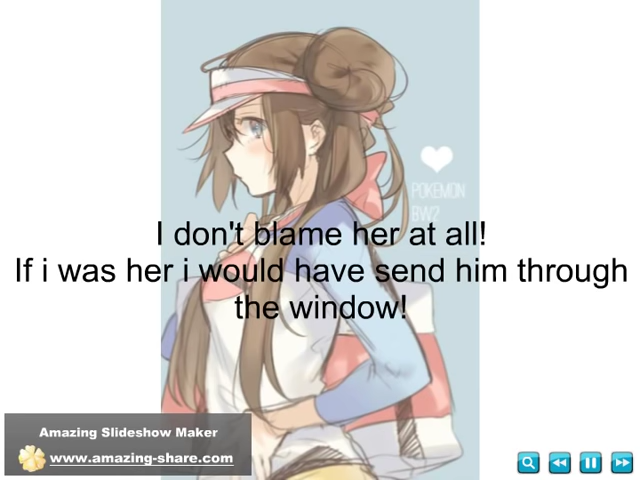 POKEMON
BW2
I don't blame her at all!
If i was her i would have send him through
the window!
Amazing Slideshow Maker
www.amazing-share.com